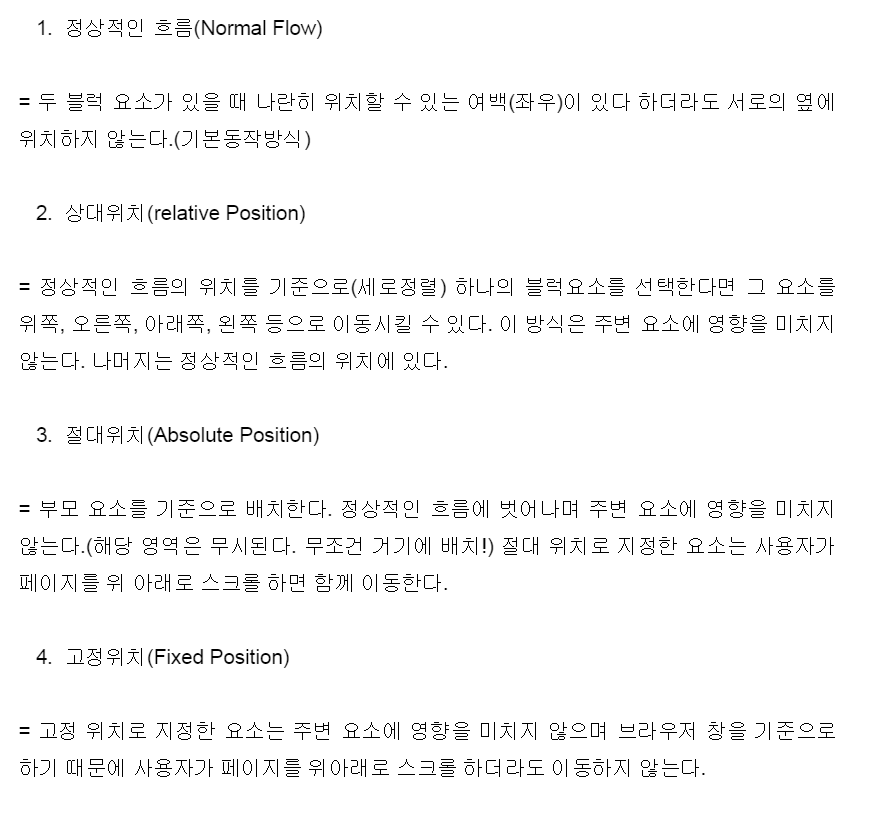 1. 정상적인 흐름(Normal Flow)
= 두 블럭 요소가 있을 때 나란히 위치할 수 있는 여백(좌우)이 있다 하더라도 서로의 옆에
위치하지 않는다.(기본동작방식)
2. 상대위치(relative Position)
= 정상적인 흐름의 위치를 기준으로(세로정렬) 하나의 블럭요소를 선택한다면 그 요소를
위쪽, 오른쪽, 아래쪽, 왼쪽 등으로 이동시킬 수 있다. 이 방식은 주변 요소에 영향을 미치지
않는다. 나머지는 정상적인 흐름의 위치에 있다.
3. 절대위치(Absolute Position)
= 부모 요소를 기준으로 배치한다. 정상적인 흐름에 벗어나며 주변 요소에 영향을 미치지
않는다.(해당 영역은 무시된다. 무조건 거기에 배치!) 절대 위치로 지정한 요소는 사용자가
페이지를 위 아래로 스크롤 하면 함께 이동한다.
4. 고정위치(Fixed Position)
= 고정 위치로 지정한 요소는 주변 요소에 영향을 미치지 않으며 브라우저 창을 기준으로
하기 때문에 사용자가 페이지를 위아래로 스크롤 하더라도 이동하지 않는다.